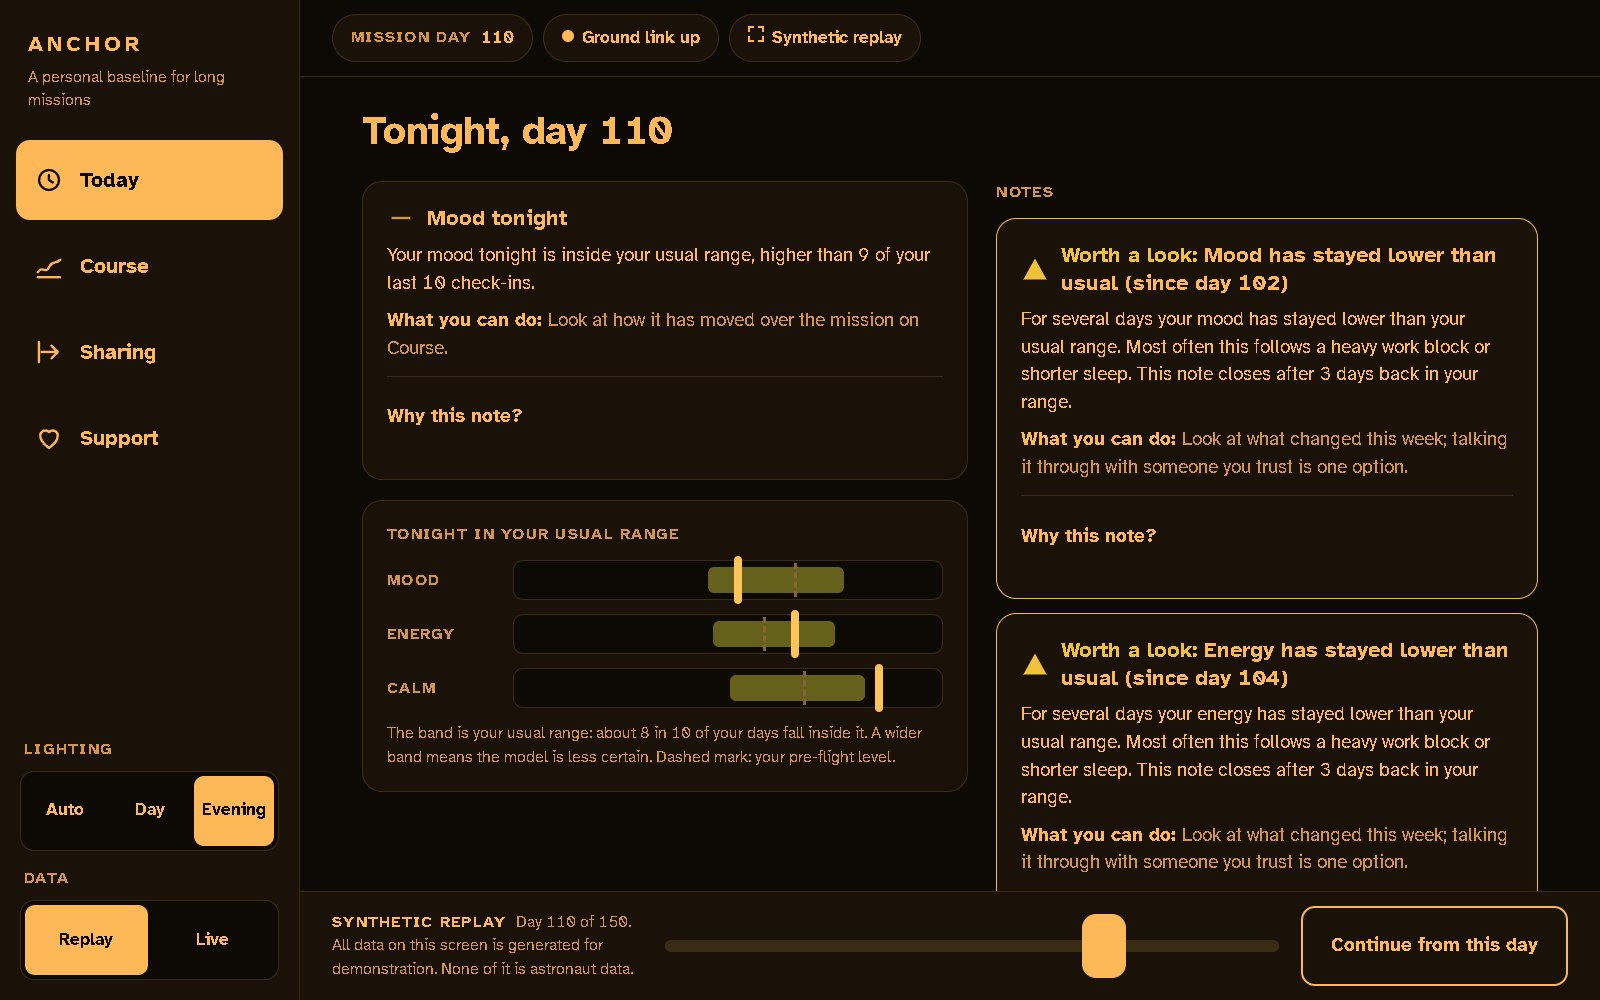 ANCHOR
A personal baseline for long
missions
Today
Course
Sharing
Support
LIGHTING
Auto
Day
Evening
DATA
Replay
Live
MISSION DAY 110
Ground link up
Synthetic replay
Tonight, day 110
Mood tonight
Your mood tonight is inside your usual range, higher than 9 of your
last 10 check-ins.
What you can do: Look at how it has moved over the mission on
Course.
Why this note?
TONIGHT IN YOUR USUAL RANGE
MOOD
ENERGY
CALM
The band is your usual range: about 8 in 10 of your days fall inside it. A wider
band means the model is less certain. Dashed mark: your pre-flight level.
NOTES
Worth a look: Mood has stayed lower than
usual (since day 102)
For several days your mood has stayed lower than your
usual range. Most often this follows a heavy work block or
shorter sleep. This note closes after 3 days back in your
range.
What you can do: Look at what changed this week; talking
it through with someone you trust is one option.
Why this note?
Worth a look: Energy has stayed lower than
usual (since day 104)
For several days your energy has stayed lower than your
usual range. Most often this follows a heavy work block or
shorter sleep. This note closes after 3 days back in your
range.
What you can do: Look at what changed this week; talking
it through with someone you trust is one option.
SYNTHETIC REPLAY Day 110 of 150.
All data on this screen is generated for
demonstration. None of it is astronaut data.
Continue from this day